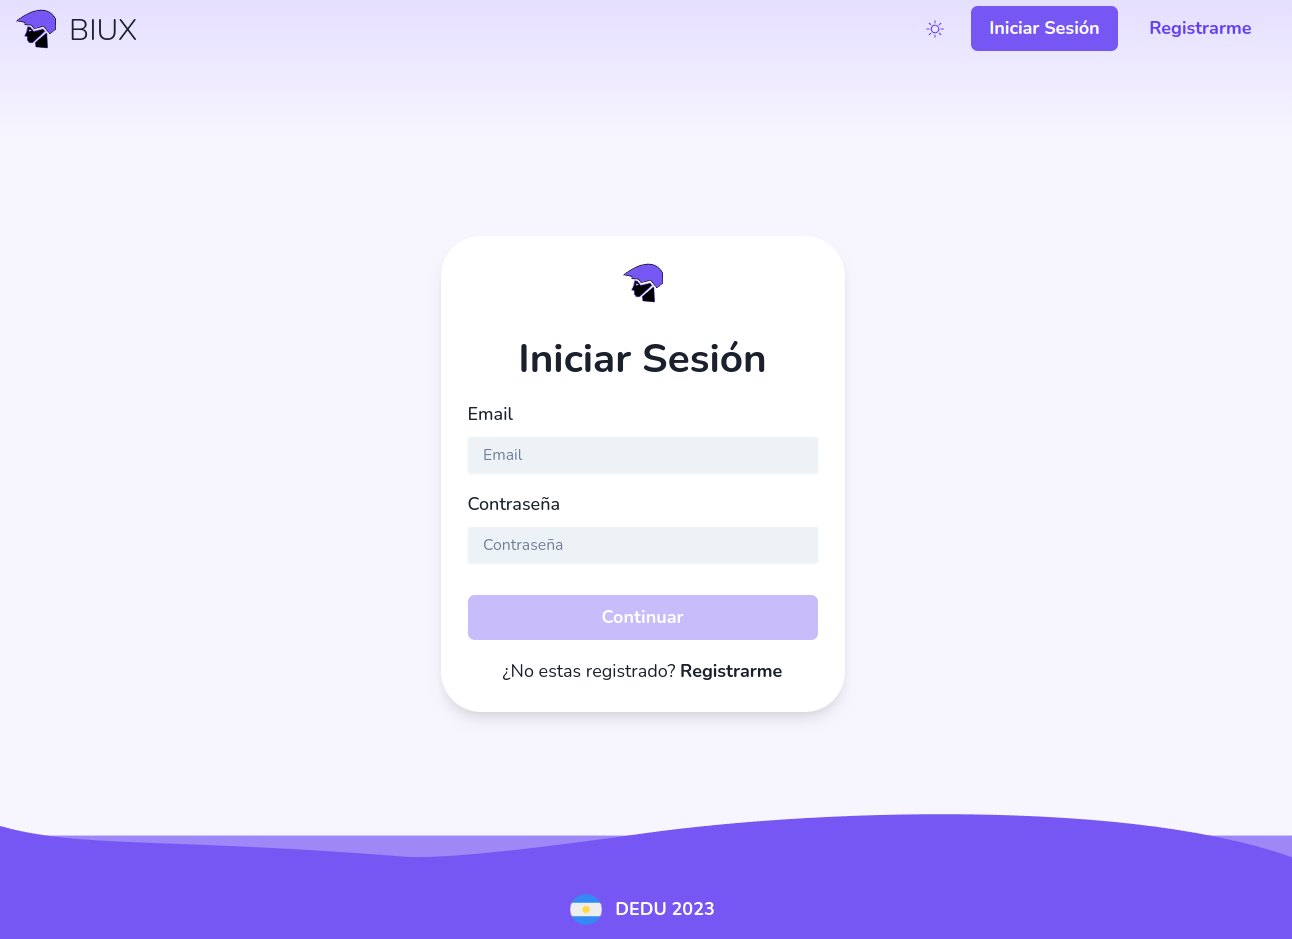 BIUX
Iniciar Sesión
Registrarme
Iniciar Sesión
Email
Email
Contraseña
Contraseña
Continuar
¿No estas registrado? Registrarme
DEDU 2023